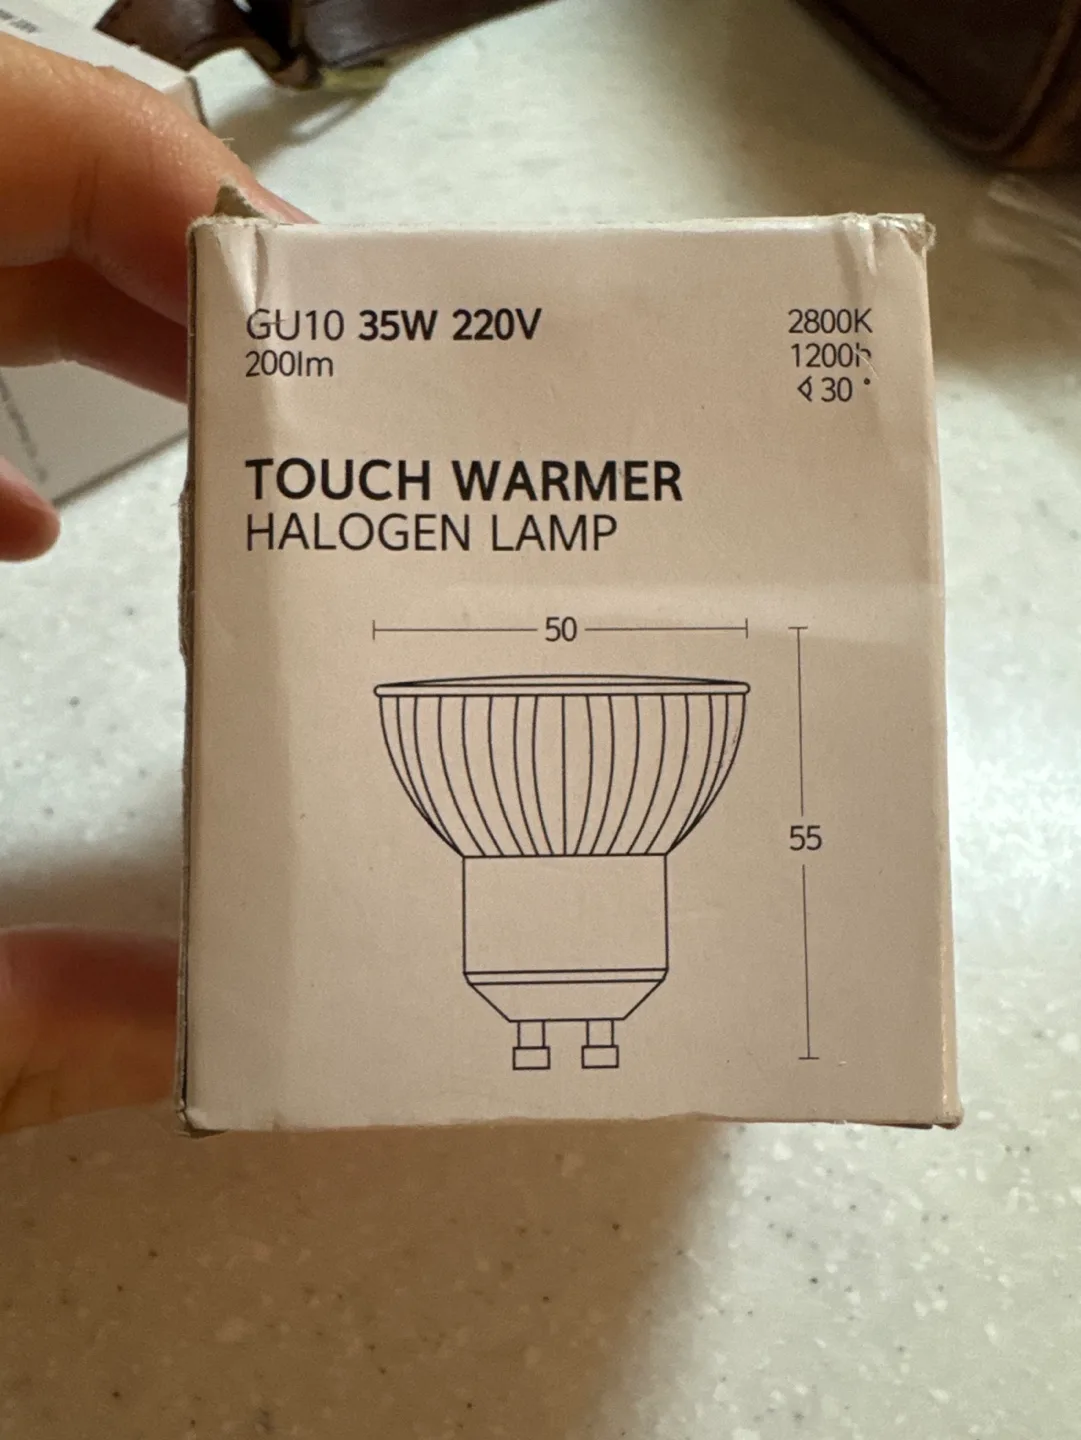 GU10 35W 220V
200lm
2800K
1200h
∢ 30 °
TOUCH WARMER
HALOGEN LAMP
50
55